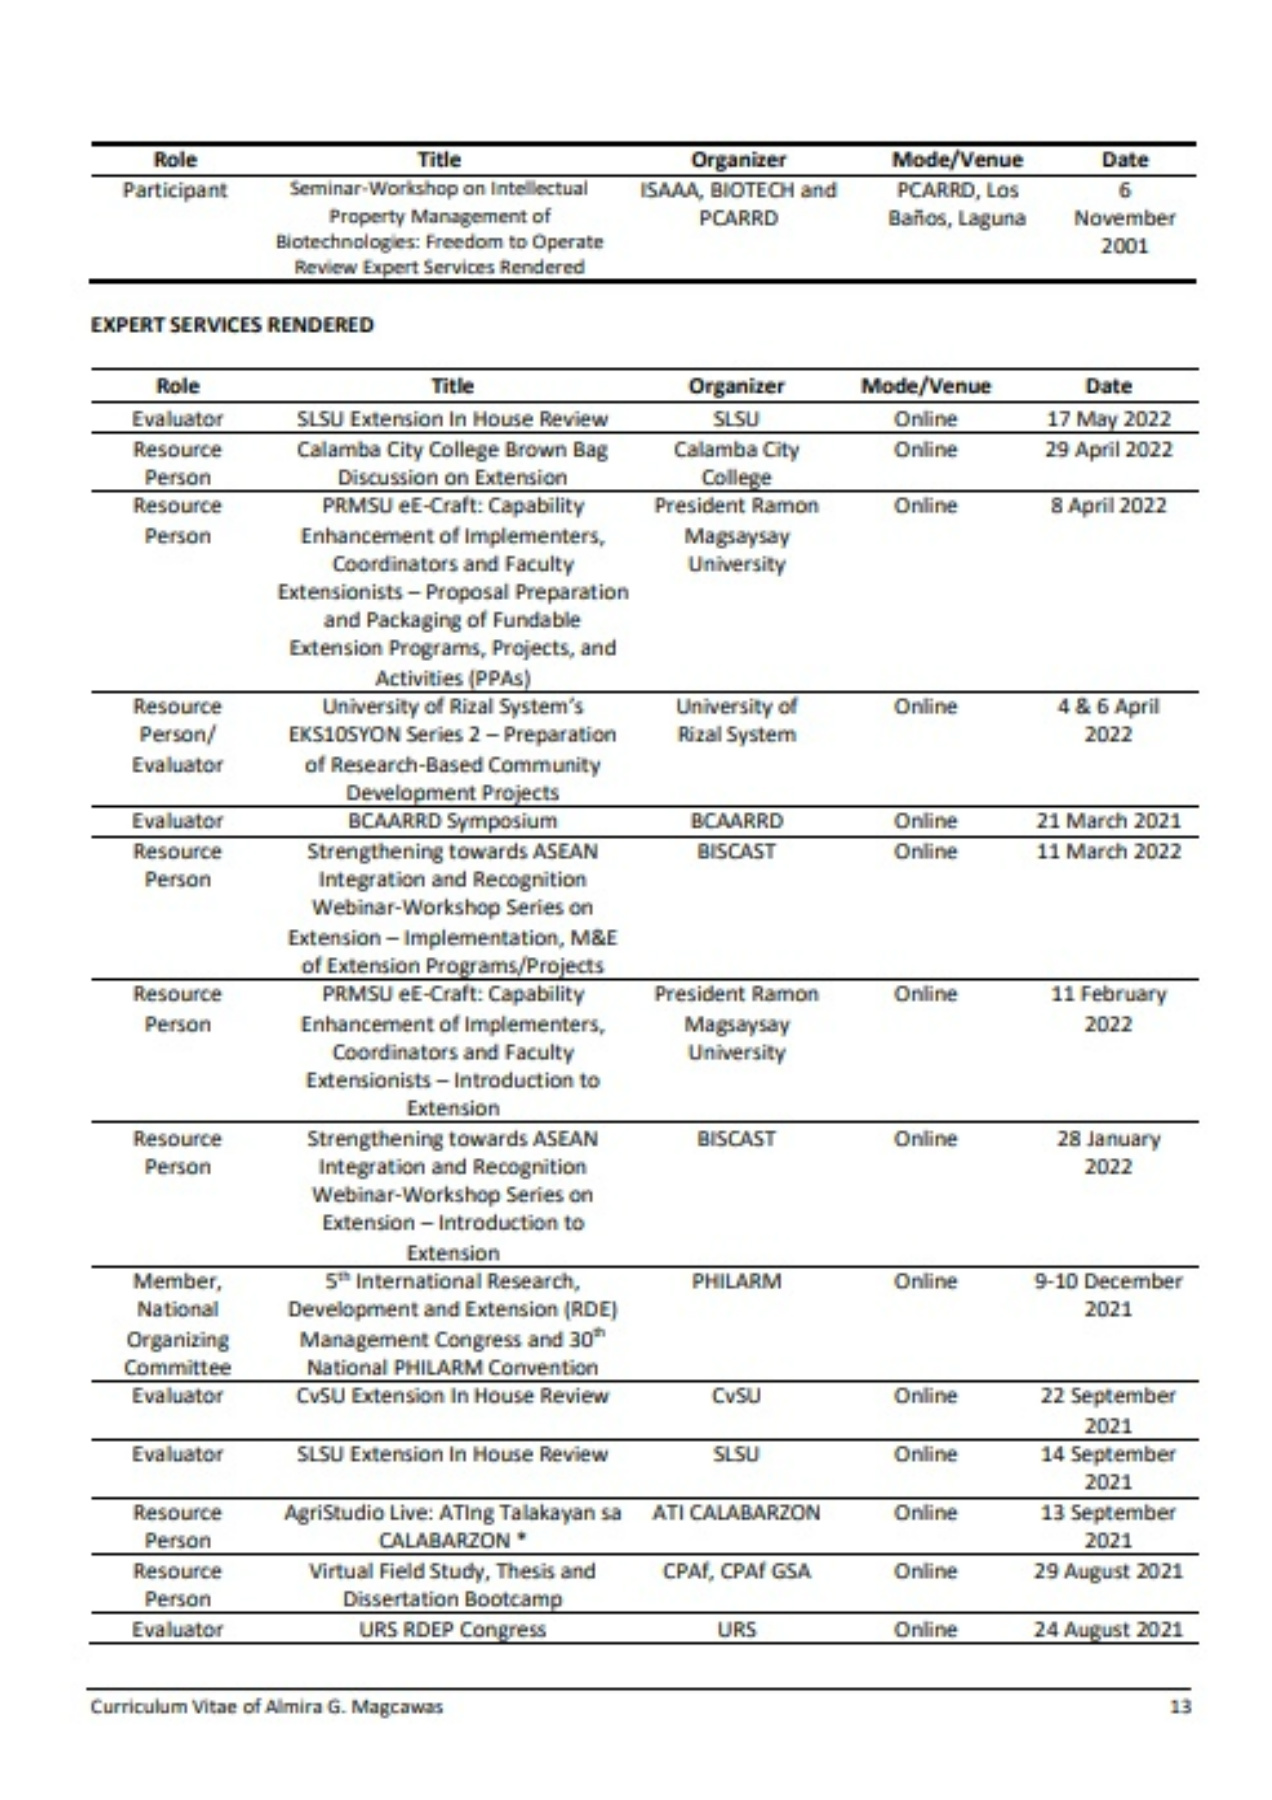 Role Title Organizer Mode/Venue Date
Participant Seminar-Workshop on Intellectual ISAAA, BIOTECH and PCARRD, Los 6
Property Management of PCARRD Baños, Laguna November
Biotechnologies: Freedom to Operate 2001
Review Expert Services Rendered
EXPERT SERVICES RENDERED
Role Title Organizer Mode/Venue Date
Evaluator SLSU Extension In House Review SLSU Online 17 May 2022
Resource Calamba City College Brown Bag Calamba City Online 29 April 2022
Person Discussion on Extension College
Resource PRMSU eE-Craft: Capability President Ramon Online 8 April 2022
Person Enhancement of Implementers, Magsaysay
Coordinators and Faculty University
Extensionists – Proposal Preparation
and Packaging of Fundable
Extension Programs, Projects, and
Activities (PPAs)
Resource University of Rizal System's University of Online 4 & 6 April
Person/ EKS10SYON Series 2 – Preparation Rizal System 2022
Evaluator of Research-Based Community
Development Projects
Evaluator BCAARRD Symposium BCAARRD Online 21 March 2021
Resource Strengthening towards ASEAN BISCAST Online 11 March 2022
Person Integration and Recognition
Webinar-Workshop Series on
Extension – Implementation, M&E
of Extension Programs/Projects
Resource PRMSU eE-Craft: Capability President Ramon Online 11 February
Person Enhancement of Implementers, Magsaysay 2022
Coordinators and Faculty University
Extensionists – Introduction to
Extension
Resource Strengthening towards ASEAN BISCAST Online 28 January
Person Integration and Recognition 2022
Webinar-Workshop Series on
Extension – Introduction to
Extension
Member, 5th International Research, PHILARM Online 9-10 December
National Development and Extension (RDE) 2021
Organizing Management Congress and 30th
Committee National PHILARM Convention
Evaluator CvSU Extension In House Review CvSU Online 22 September
2021
Evaluator SLSU Extension In House Review SLSU Online 14 September
2021
Resource AgriStudio Live: ATIng Talakayan sa ATI CALABARZON Online 13 September
Person CALABARZON * 2021
Resource Virtual Field Study, Thesis and CPAf, CPAf GSA Online 29 August 2021
Person Dissertation Bootcamp
Evaluator URS RDEP Congress URS Online 24 August 2021
Curriculum Vitae of Almira G. Magcawas 13